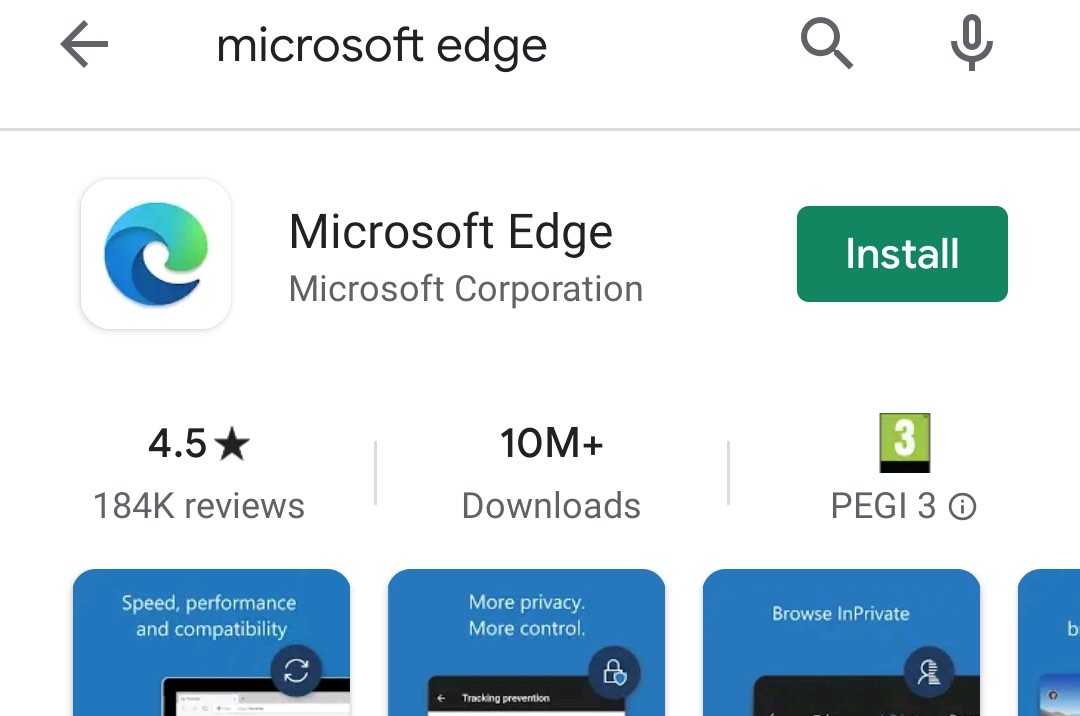 microsoft edge
Microsoft Edge
Microsoft Corporation
Install
4.5★
184K reviews
10M+
Downloads
3
PEGI 3
Speed, performance
and compatibility
More privacy.
More control.
Tracking prevention
Browse InPrivate
b